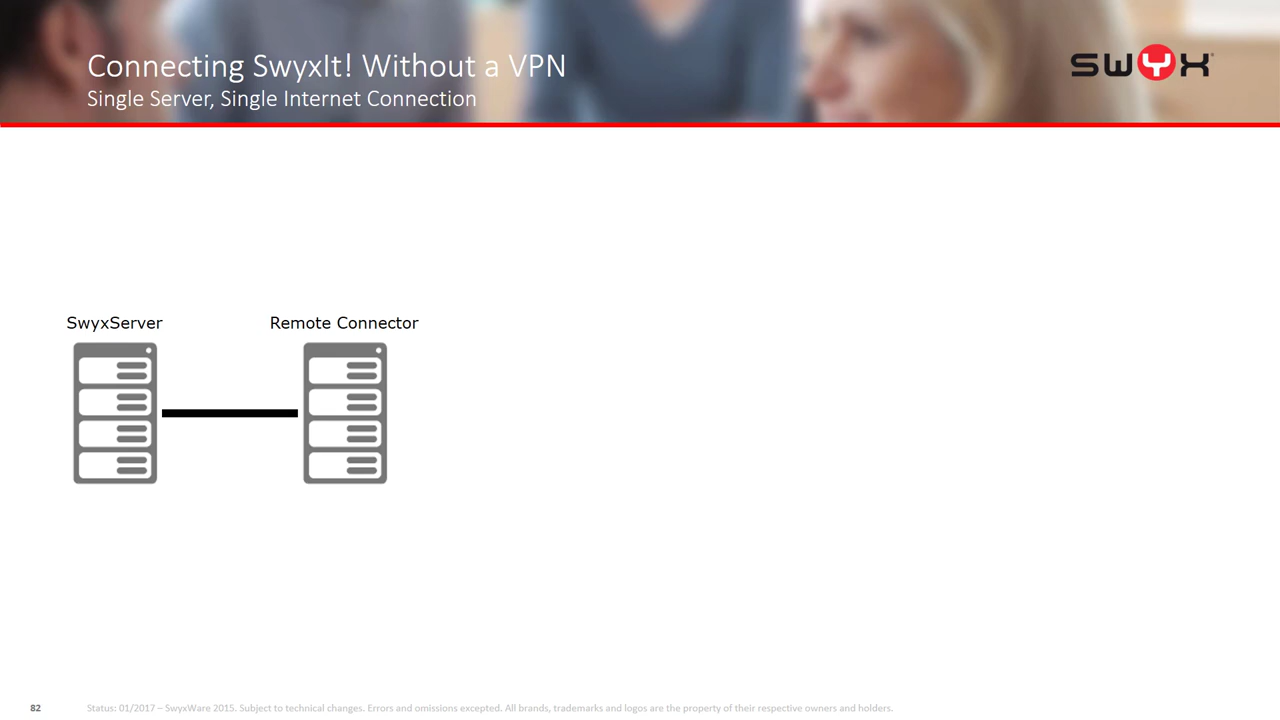 Connecting SwyxIt! Without a VPN
Single Server, Single Internet Connection
SWYX
SwyxServer
Remote Connector
82
Status: 01/2017 – SwyxWare 2015. Subject to technical changes. Errors and omissions excepted. All brands, trademarks and logos are the property of their respective owners and holders.